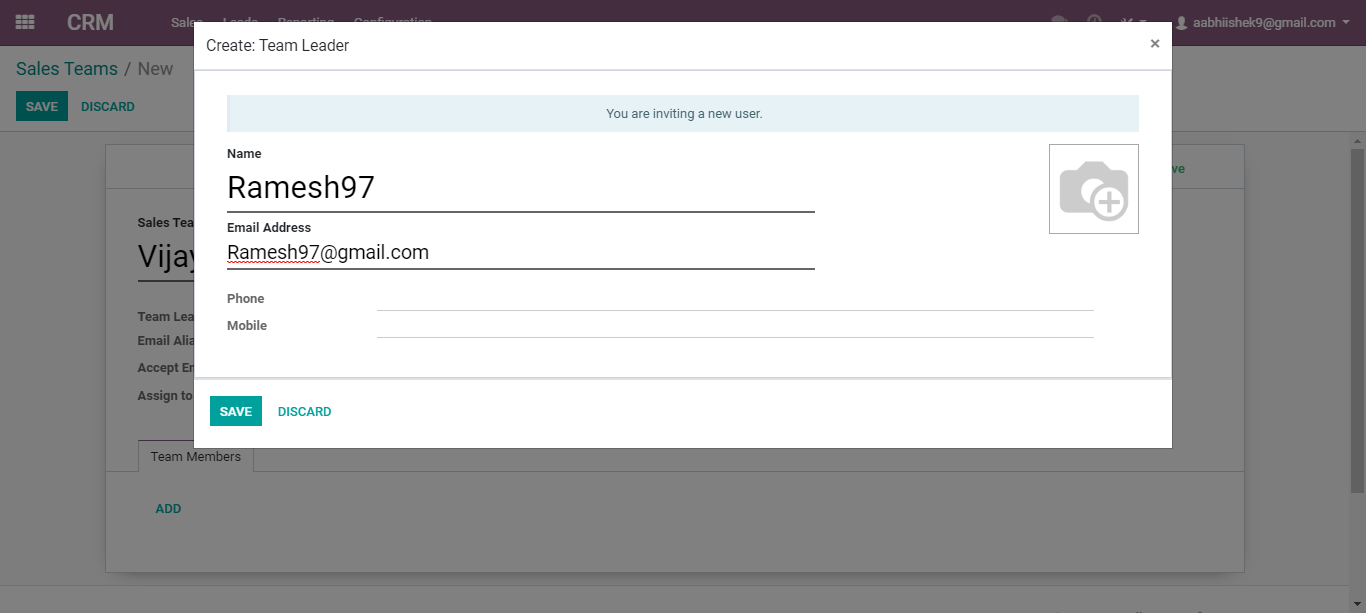 CRM Sales Leads Reporting Configuration aabhiishek9@gmail.com
Create: Team Leader ×
Sales Teams / New
SAVE DISCARD
You are inviting a new user.
Name
Ramesh97
Email Address
Ramesh97@gmail.com
Phone
Mobile
SAVE DISCARD
Sales Tea
Vijay
Team Lea
Email Alia
Accept En
Assign to
ve
Team Members
ADD